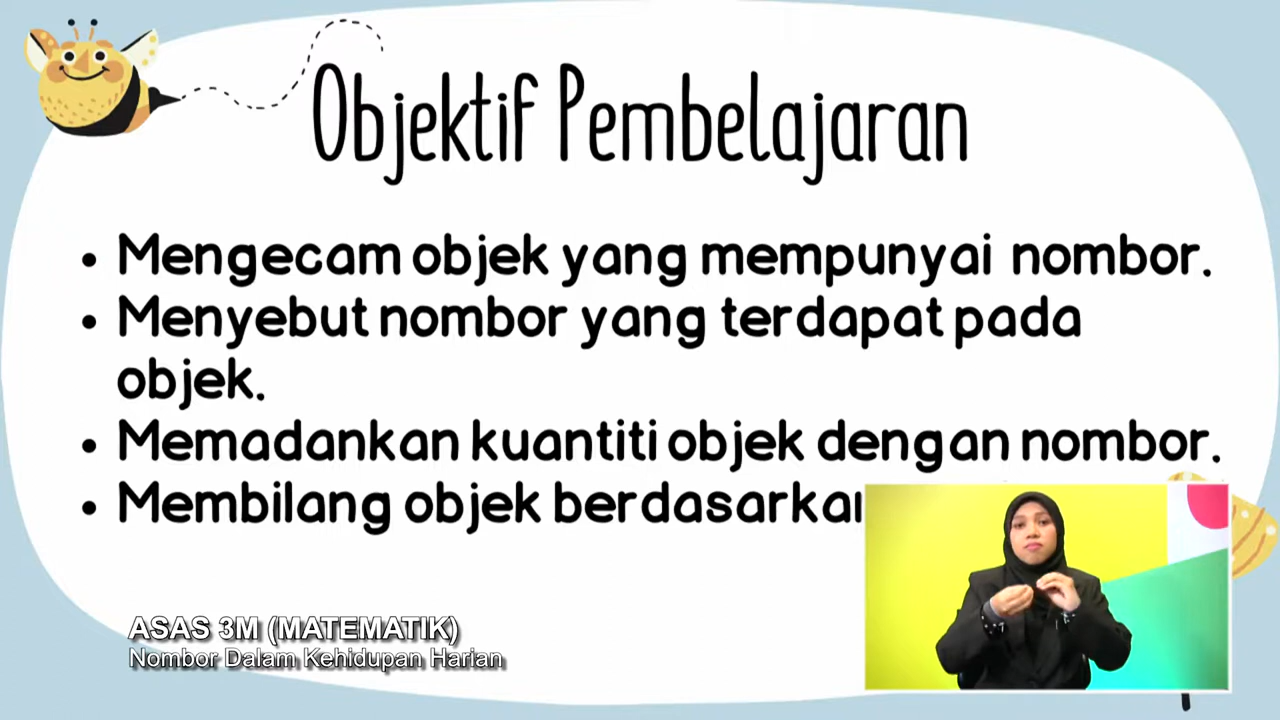 Objektif Pembelajaran
• Mengecam objek yang mempunyai nombor.
• Menyebut nombor yang terdapat pada
objek.
• Memadankan kuantiti objek dengan nombor.
• Membilang objek berdasarkan
ASAS 3M (MATEMATIK)
Nombor Dalam Kehidupan Harian